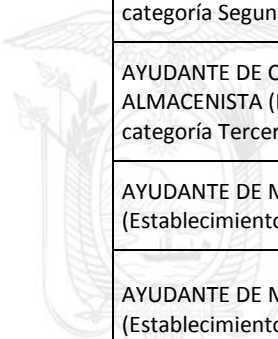 categoría Segun
AYUDANTE DE
ALMACENISTA
categoría Tercer
AYUDANTE DE
(Establecimiento
AYUDANTE DE
(Establecimiento